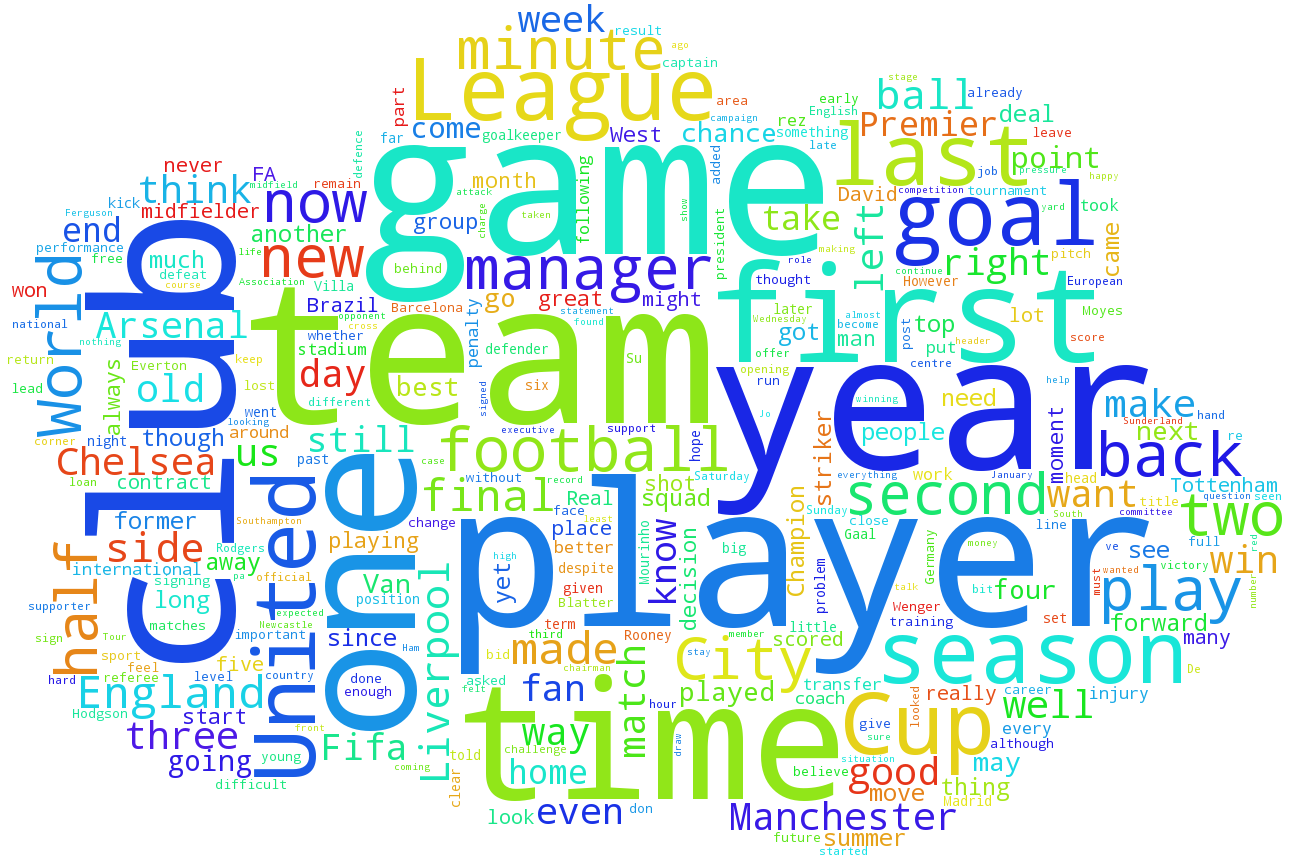 week
result
ago
minute
captain
League
stage
part
area
early
English
ball
already
come
goalkeeper
West
chance
campaign
something
late
rez
Premier
deal
leave
far
defence
game
added
last
point
pressure
happy
never
FA
midfield
remain
think
kick
Ferguson
midfielder
now
month
attack
following
taken
charge
show
president
David
take
job
competition
tournament
yard
took
goal
left
came
end
performance
free
another
group
life
new
much
defeat
course
Association
Villa
behind
manager
might
making
role
thought
continue
However
right
pitch
European
won
national
world
club
Arsenal
nothing
return
lead
Everton
always
old
keep
lost
Brazil
Barcelona
opponent
cross
whether
stadium
day
different
team
go
great
statement
found
penalty
defender
best
six
Su
signed
first
later
Wednesday
almost
become
got
man
post
offer
opening
run
top
put
centre
lot
header
Moyes
score
help
year
winning
Jo
need
make
hand
Sunderland
corner
night
went
looking
around
though
us
past
still
football
executive
support
hope
people
striker
moment
next
re
back
Chelsea
loan
contract
case
without
record
final
shot
squad
Real
Saturday
everything
work
January
head
want
title
Tottenham
question
seen
former
Southampton
united
one
change
player
face
least
place
know
Sunday
Champion
second
close
South
committee
line
two
half
side
Rodgers
away
playing
international
signing
pa
official
Van
position
yet
high
better
despite
given
Blatter
Mourinho
decision
big
Gaal
Germany
money
problem
talk
bit
four
ve
wanted
must
see
full
victory
red
win
number
play
supporter
long
matches
expected
Newcastle
sign
Tour
important
since
Ham
term
third
Rooney
member
little
scored
Wenger
training
set
forward
many
sport
feel
five
level
country
Liverpool
bid
made
chairman
match
stay
City
season
De
hard
referee
England
done
enough
asked
felt
fan
hour
played
transfer
coach
career
injury
really
Hodgson
start
front
Cup
looked
give
sure
well
every
although
three
going
young
Fifa
told
challenge
way
draw
time
situation
believe
good
may
difficult
coming
clear
home
move
thing
Madrid
look
even
don
Manchester
future
summer
started